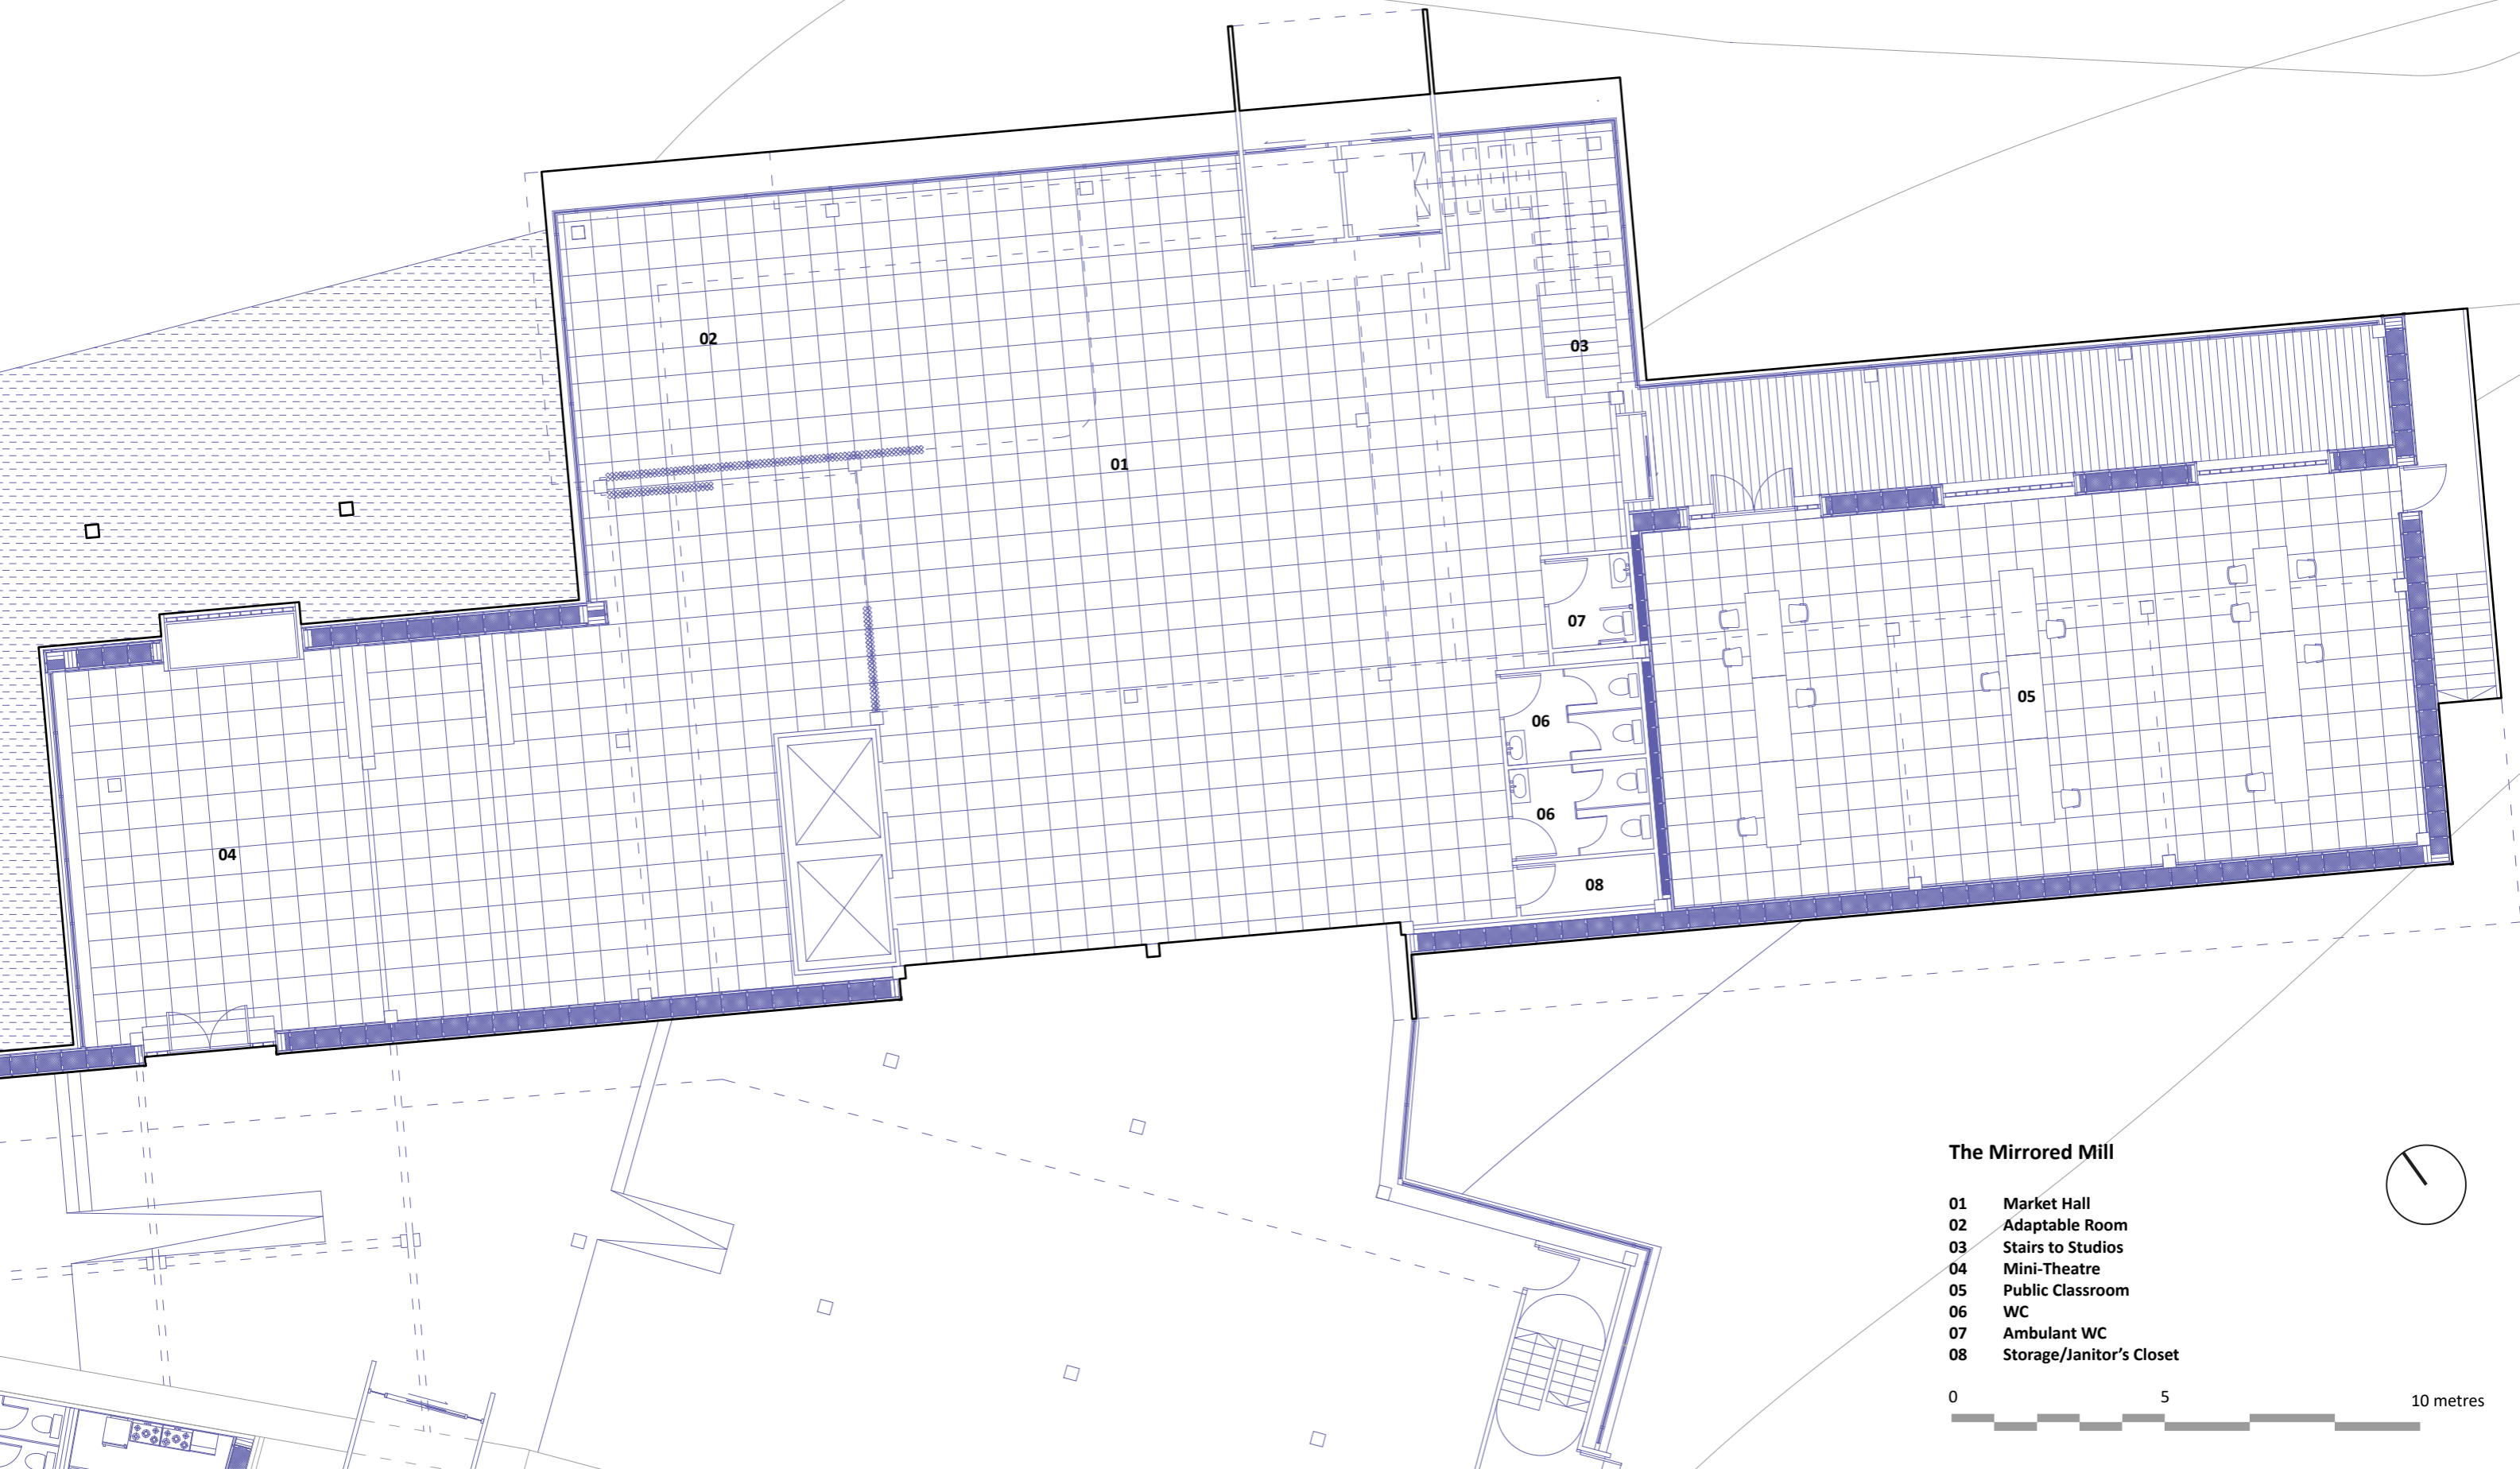 02
03
01
07
05
06
06
04
08
The Mirrored Mill
01 Market Hall
02 Adaptable Room
03 Stairs to Studios
04 Mini-Theatre
05 Public Classroom
06 WC
07 Ambulant WC
08 Storage/Janitor's Closet
0 5 10 metres